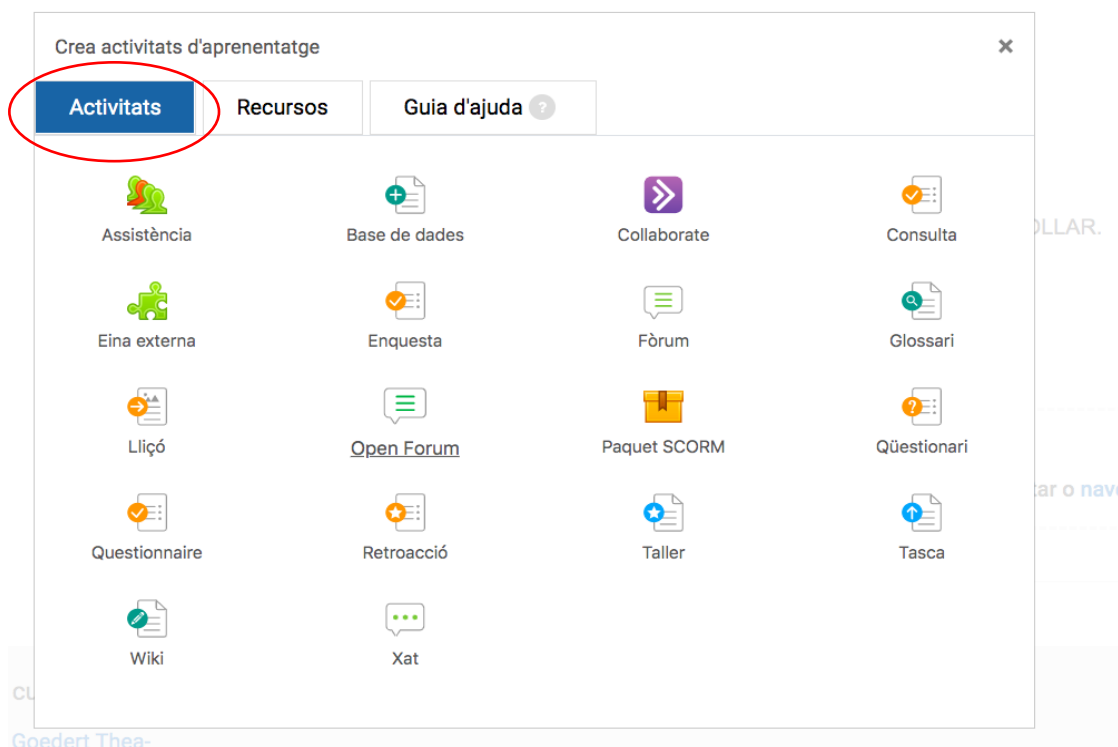 Crea activitats d'aprenentatge
×
Activitats Recursos Guia d'ajuda ?
Assistència Base de dades Collaborate Consulta
OLLAR.
Eina externa Enquesta Fòrum Glossari
Lliçó Open Forum Paquet SCORM Qüestionari
tar o nave
Questionnaire Retroacció Taller Tasca
Wiki Xat
CU
Goedert Thea-